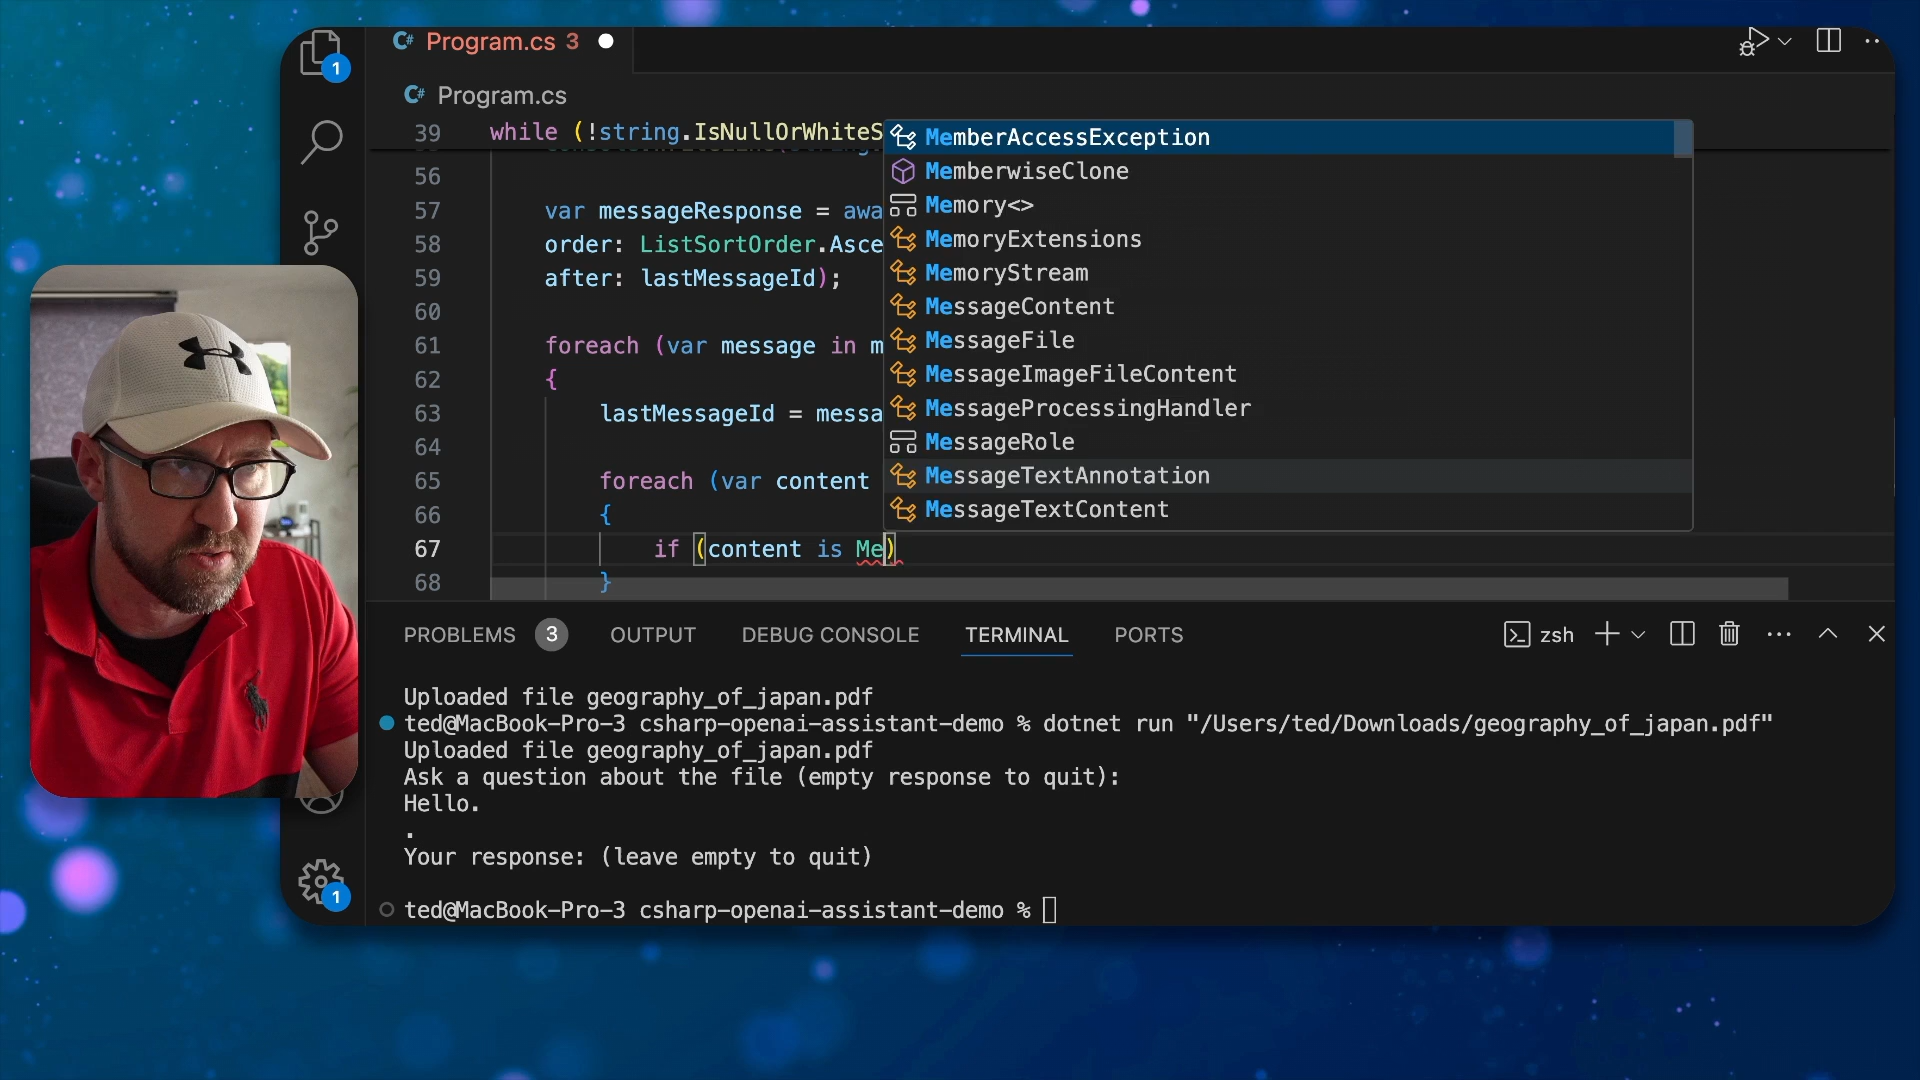 Program.cs 3
1
Program.cs
39 while (!string.IsNullOrWhiteS
56
57 var messageResponse = awa
58 order: ListSortOrder.Asce
59 after: lastMessageId);
60
61 foreach (var message in m
62 {
63 lastMessageId = messa
64
65 foreach (var content
66 {
67 if (content is Me)
68 }
MemberAccessException
MemberwiseClone
Memory<>
MemoryExtensions
MemoryStream
MessageContent
MessageFile
MessageImageFileContent
MessageProcessingHandler
MessageRole
MessageTextAnnotation
MessageTextContent
PROBLEMS 3 OUTPUT DEBUG CONSOLE TERMINAL PORTS zsh
Uploaded file geography_of_japan.pdf
ted@MacBook-Pro-3 csharp-openai-assistant-demo % dotnet run "/Users/ted/Downloads/geography_of_japan.pdf"
Uploaded file geography_of_japan.pdf
Ask a question about the file (empty response to quit):
Hello.
.
Your response: (leave empty to quit)
ted@MacBook-Pro-3 csharp-openai-assistant-demo %
1